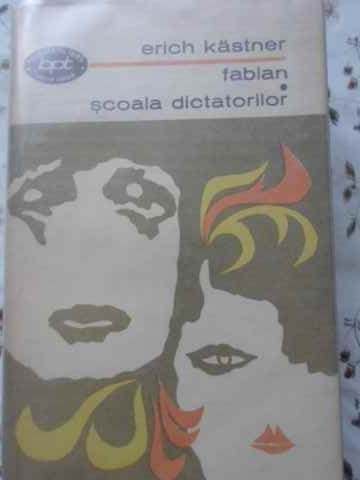 bpt
erich kästner
fabian
școala dictatorilor